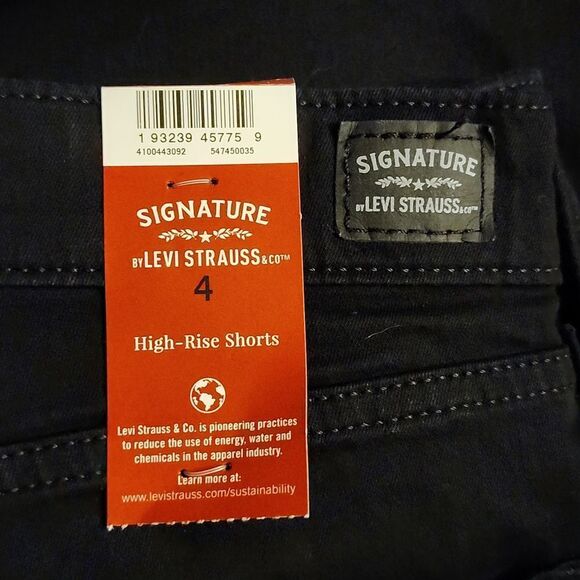 1 93239 45775 9
4100443092 547450035
SIGNATURE
BY LEVI STRAUSS & CO™
4
High-Rise Shorts
Levi Strauss & Co. is pioneering practices
to reduce the use of energy, water and
chemicals in the apparel industry.
Learn more at:
www.levistrauss.com/sustainability
SIGNATURE
BY LEVI STRAUSS & CO™